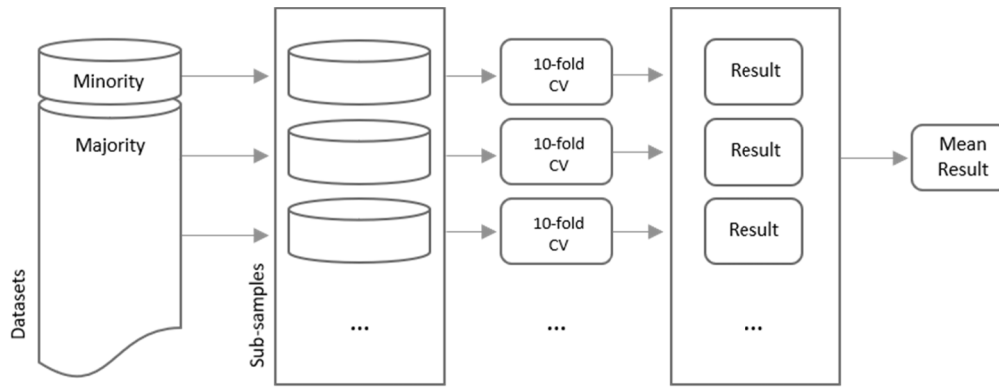 Minority
Majority
Datasets
Sub-samples
...
10-fold
CV
10-fold
CV
10-fold
CV
...
Result
Result
Result
...
Mean
Result